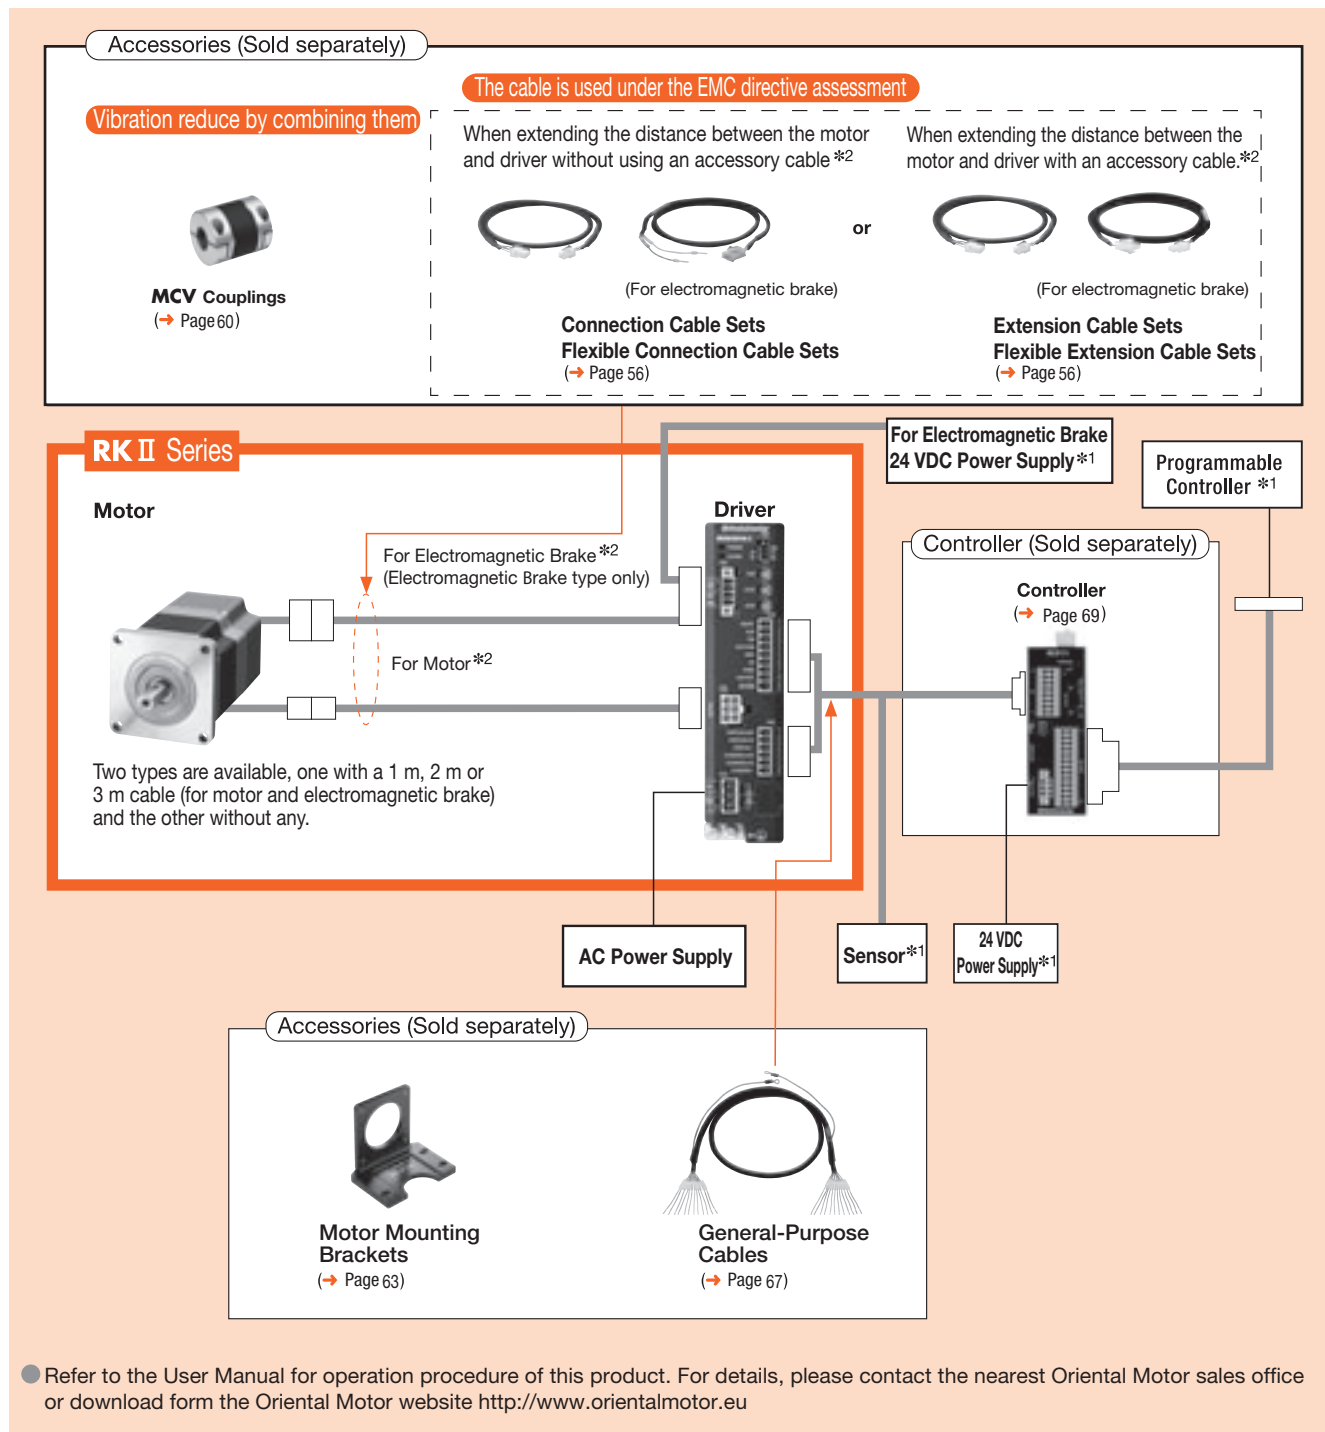 Accessories (Sold separately)
The cable is used under the EMC directive assessment
Vibration reduce by combining them
When extending the distance between the motor
and driver without using an accessory cable*2
When extending the distance between the
motor and driver with an accessory cable.*2
or
(For electromagnetic brake)
(For electromagnetic brake)
MCV Couplings
(➜ Page 60)
Connection Cable Sets
Flexible Connection Cable Sets
(➜ Page 56)
Extension Cable Sets
Flexible Extension Cable Sets
(➜ Page 56)
RK II Series
For Electromagnetic Brake
24 VDC Power Supply*1
Programmable
Controller *1
Motor
Driver
Controller (Sold separately)
For Electromagnetic Brake*2
(Electromagnetic Brake type only)
Controller
(➜ Page 69)
For Motor*2
Two types are available, one with a 1 m, 2 m or
3 m cable (for motor and electromagnetic brake)
and the other without any.
AC Power Supply
Sensor*1
24 VDC
Power Supply*1
Accessories (Sold separately)
Motor Mounting
Brackets
(➜ Page 63)
General-Purpose
Cables
(➜ Page 67)
● Refer to the User Manual for operation procedure of this product. For details, please contact the nearest Oriental Motor sales office
or download form the Oriental Motor website http://www.orientalmotor.eu